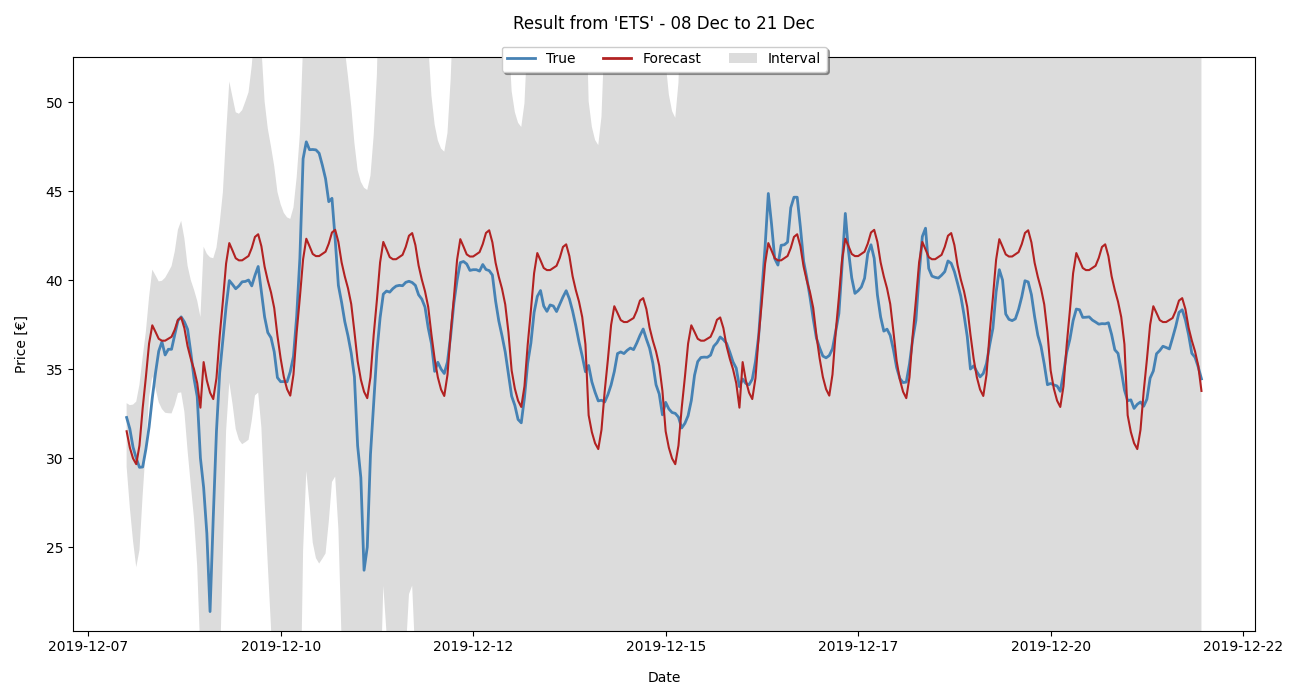 Result from 'ETS' - 08 Dec to 21 Dec
True Forecast Interval
Price [€]
50
45
40
35
30
25
2019-12-07 2019-12-10 2019-12-12 2019-12-15 2019-12-17 2019-12-20 2019-12-22
Date